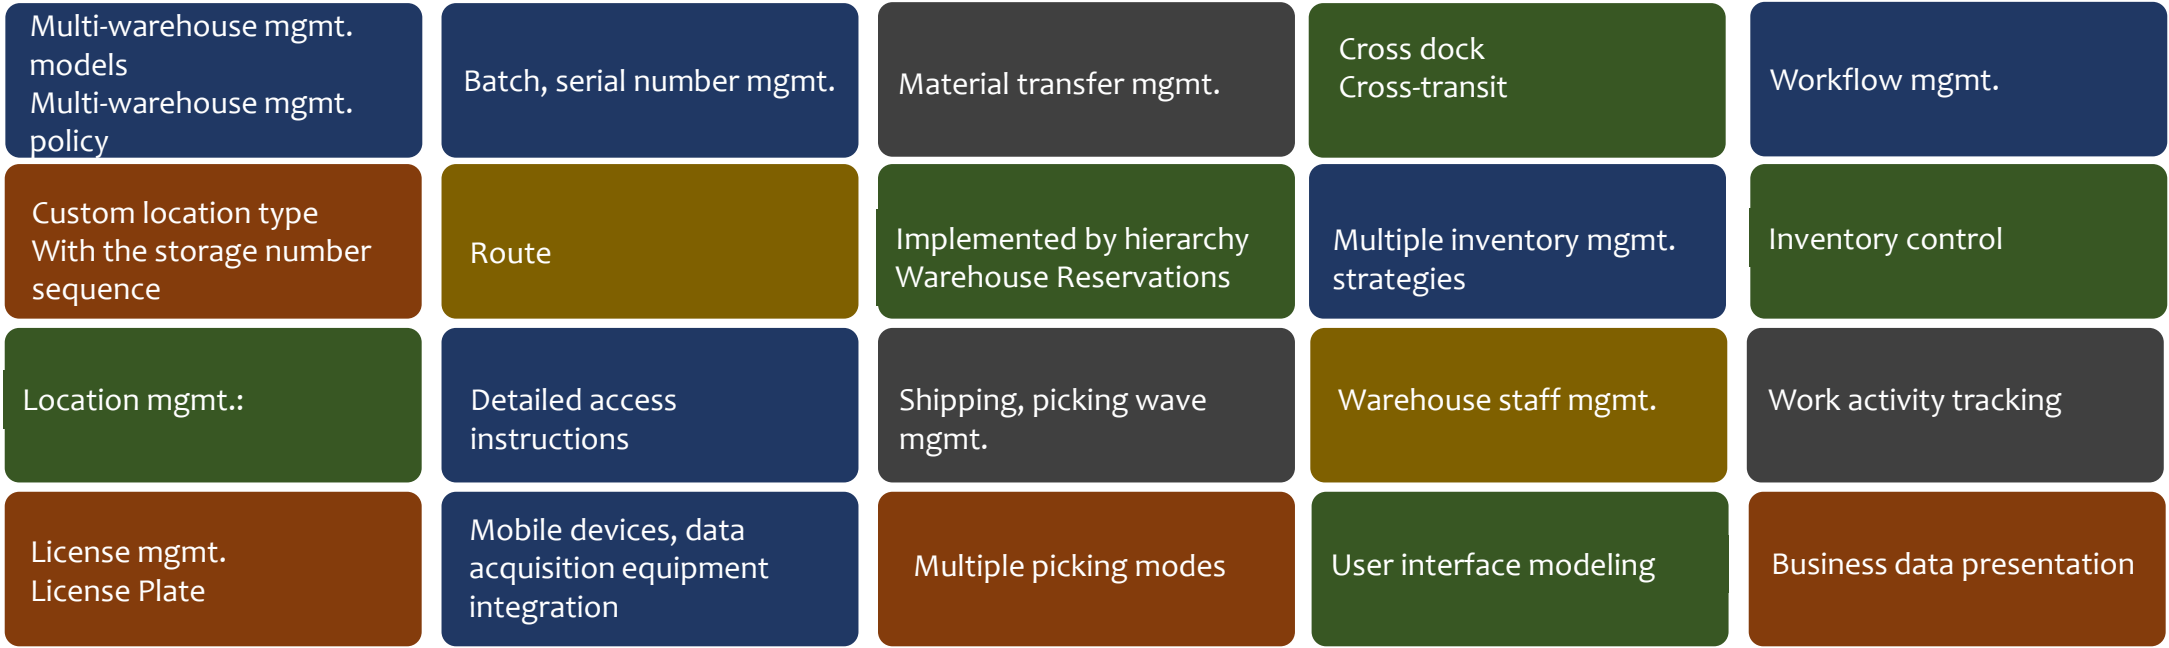 Multi-warehouse mgmt.
models
Multi-warehouse mgmt.
policy
Batch, serial number mgmt.
Material transfer mgmt.
Cross dock
Cross-transit
Workflow mgmt.
Custom location type
With the storage number
sequence
Route
Implemented by hierarchy
Warehouse Reservations
Multiple inventory mgmt.
strategies
Inventory control
Location mgmt.:
Detailed access
instructions
Shipping, picking wave
mgmt.
Warehouse staff mgmt.
Work activity tracking
License mgmt.
License Plate
Mobile devices, data
acquisition equipment
integration
Multiple picking modes
User interface modeling
Business data presentation